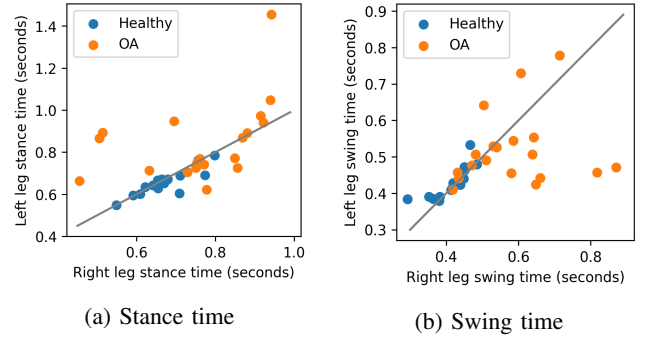 Healthy
OA
1.4
1.2
1.0
0.8
0.6
0.4
Left leg stance time (seconds)
0.6
0.8
1.0
Right leg stance time (seconds)
(a) Stance time
Healthy
OA
0.9
0.8
0.7
0.6
0.5
0.4
0.3
Left leg swing time (seconds)
0.4
0.6
0.8
Right leg swing time (seconds)
(b) Swing time